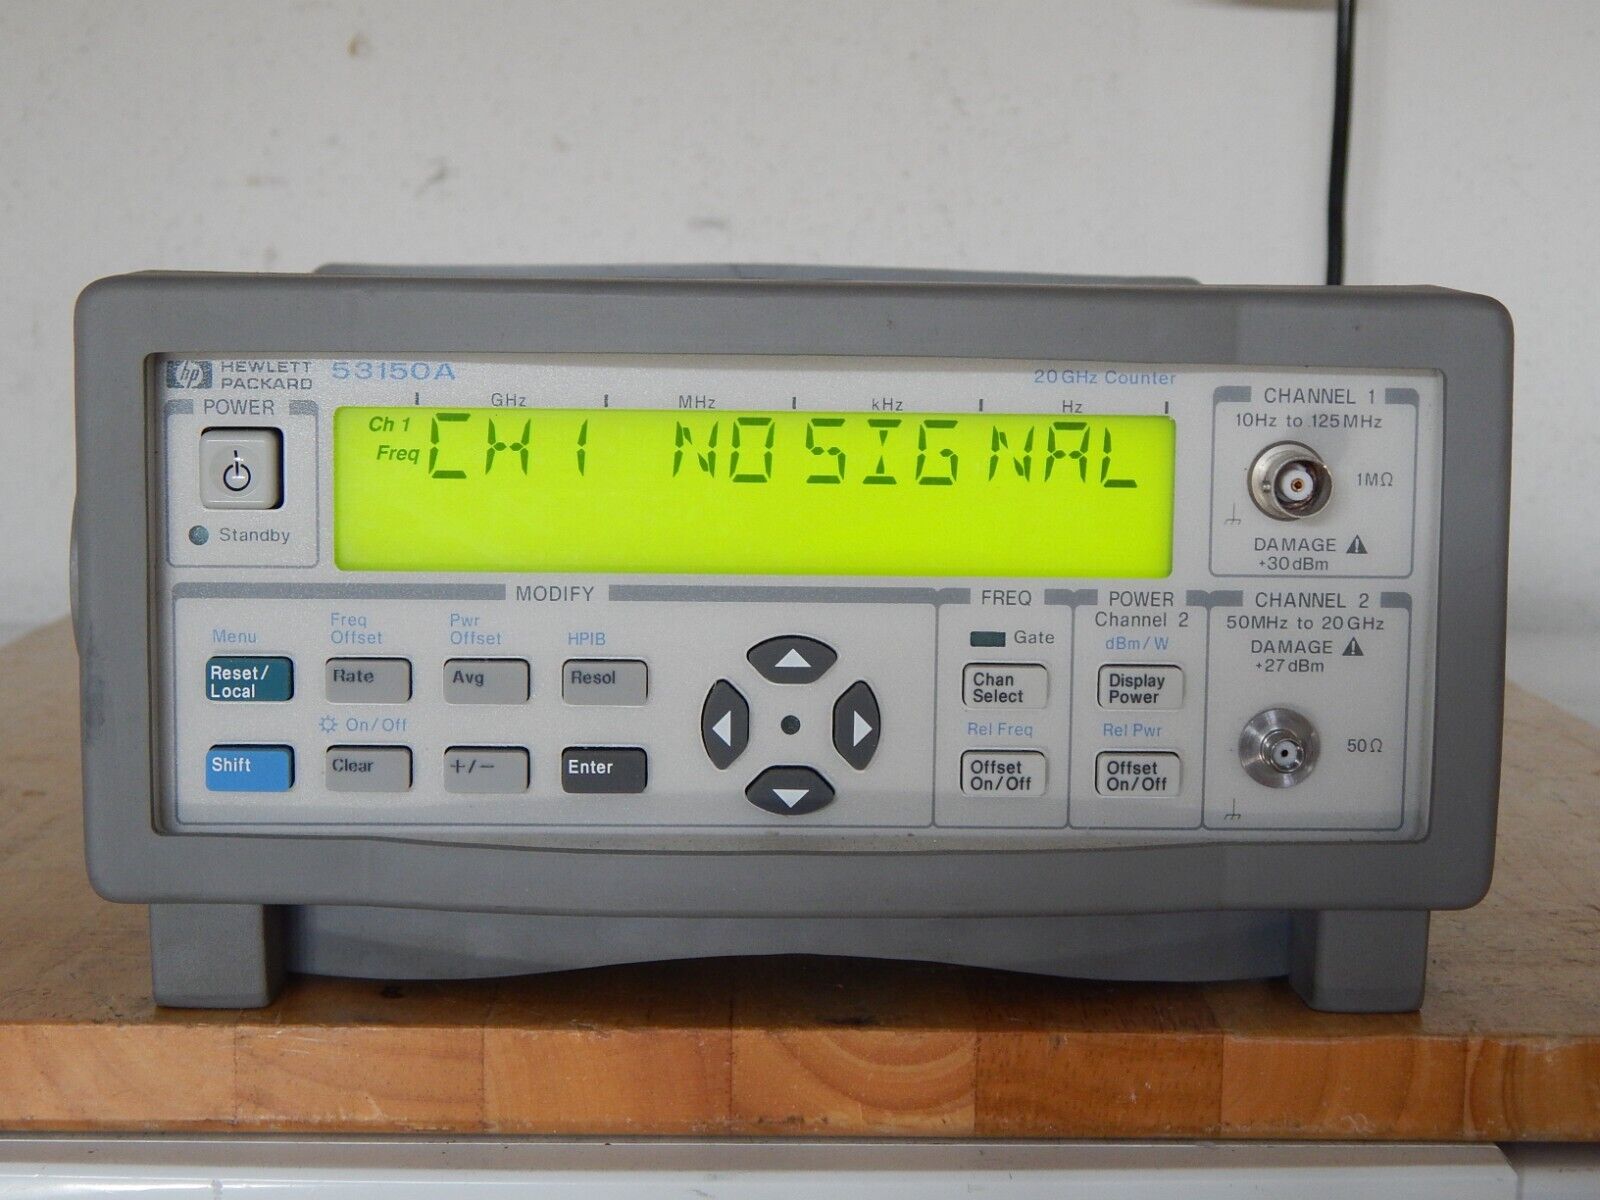 hp HEWLETT PACKARD 53150A
20 GHz Counter
POWER
Standby
GHz MHz kHz Hz
Ch 1
Freq
CH 1 NO SIGNAL
CHANNEL 1
10Hz to 125MHz
1MΩ
DAMAGE
+30dBm
MODIFY
Menu
Freq Offset
Pwr Offset
HPIB
Reset/ Local
Rate
Avg
Resol
On/Off
Shift
Clear
+/−
Enter
FREQ
Gate
Chan Select
Rel Freq
Offset On/Off
POWER
Channel 2
dBm/W
Display Power
Rel Pwr
Offset On/Off
CHANNEL 2
50MHz to 20GHz
DAMAGE
+27dBm
50Ω